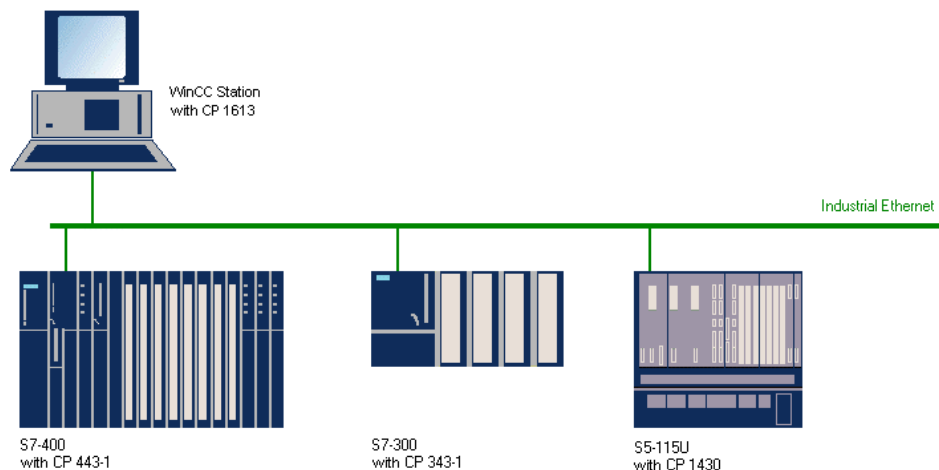 WinCC Station
with CP 1613
Industrial Ethernet
S7-400
with CP 443-1
S7-300
with CP 343-1
S5-115U
with CP 1430